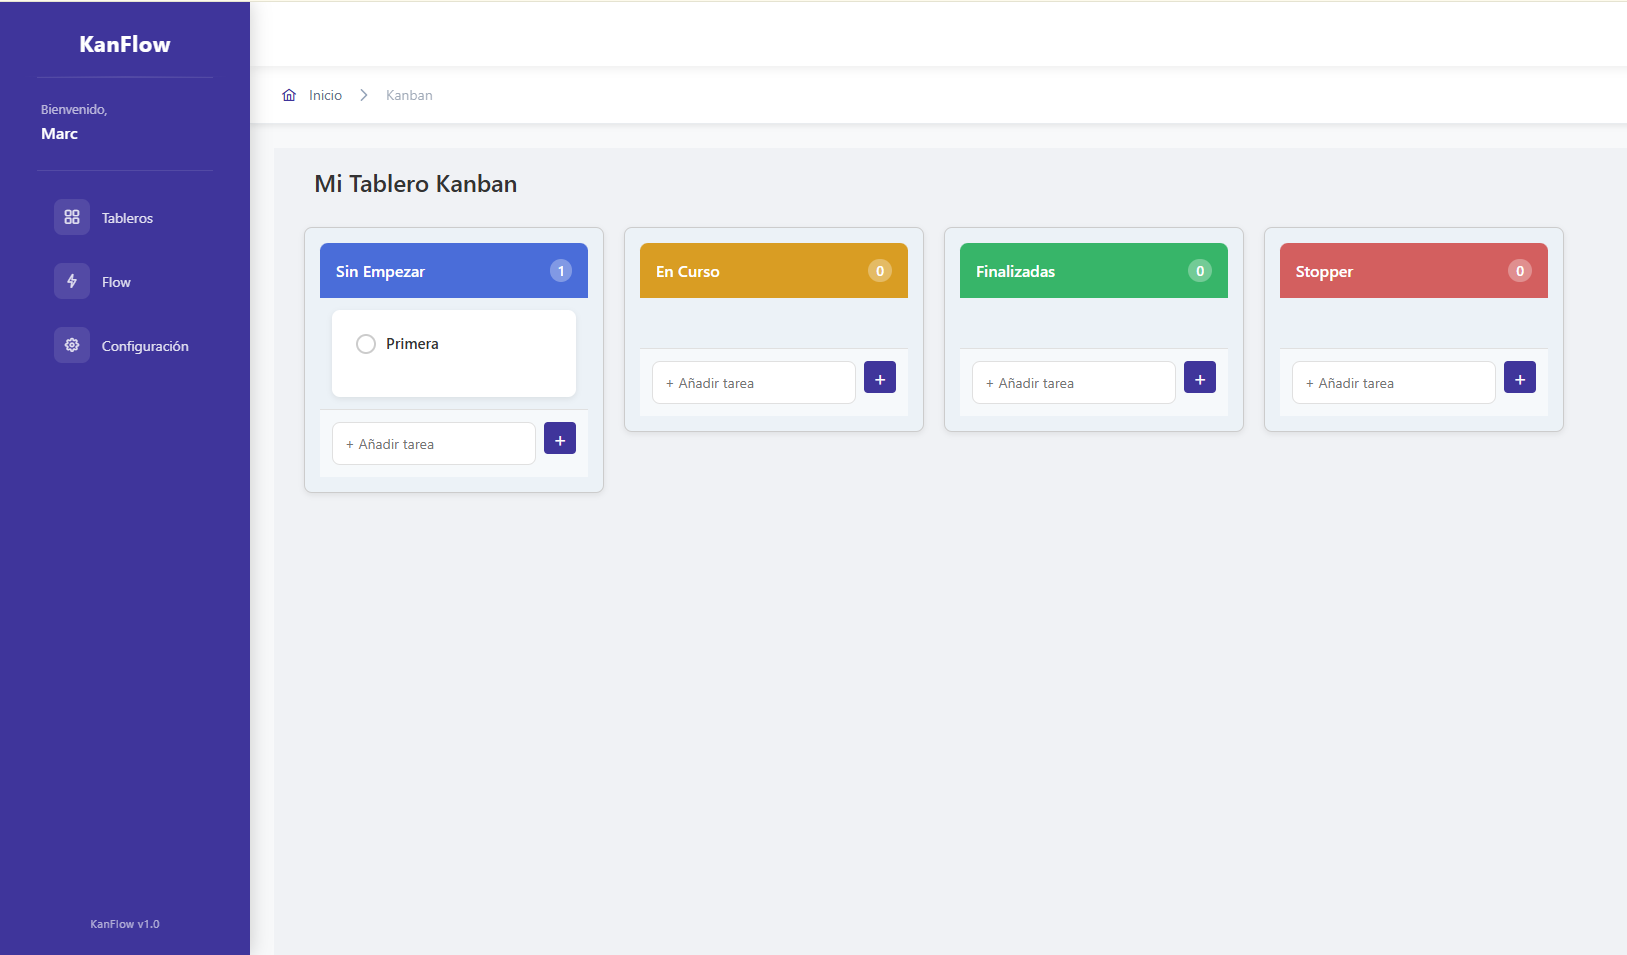 KanFlow
Bienvenido,
Marc
Tableros
Flow
Configuración
KanFlow v1.0
Inicio
Kanban
Mi Tablero Kanban
Sin Empezar 1
Primera
+ Añadir tarea +
En Curso 0
+ Añadir tarea +
Finalizadas 0
+ Añadir tarea +
Stopper 0
+ Añadir tarea +